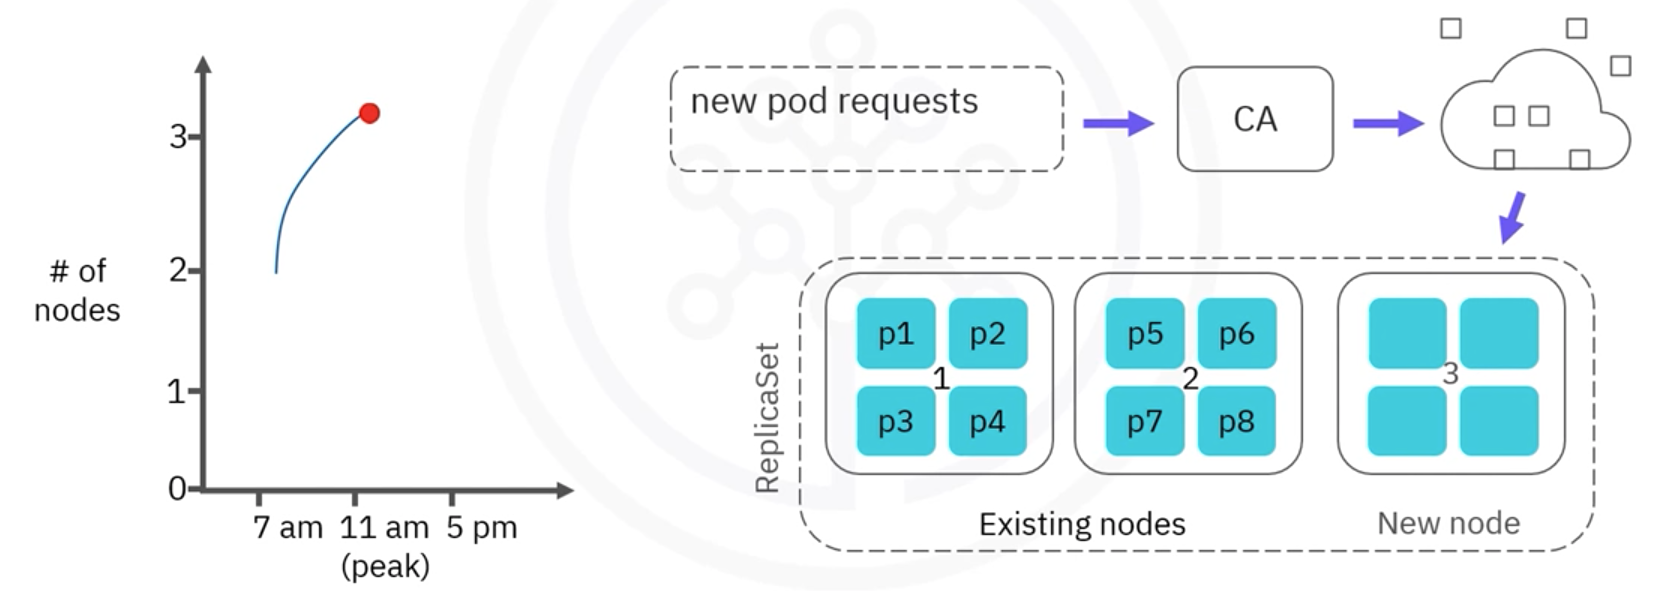 3
2
1
0
# of
nodes
7 am 11 am 5 pm
(peak)
new pod requests
CA
ReplicaSet
p1 p2
1
p3 p4
p5 p6
2
p7 p8
3
Existing nodes
New node